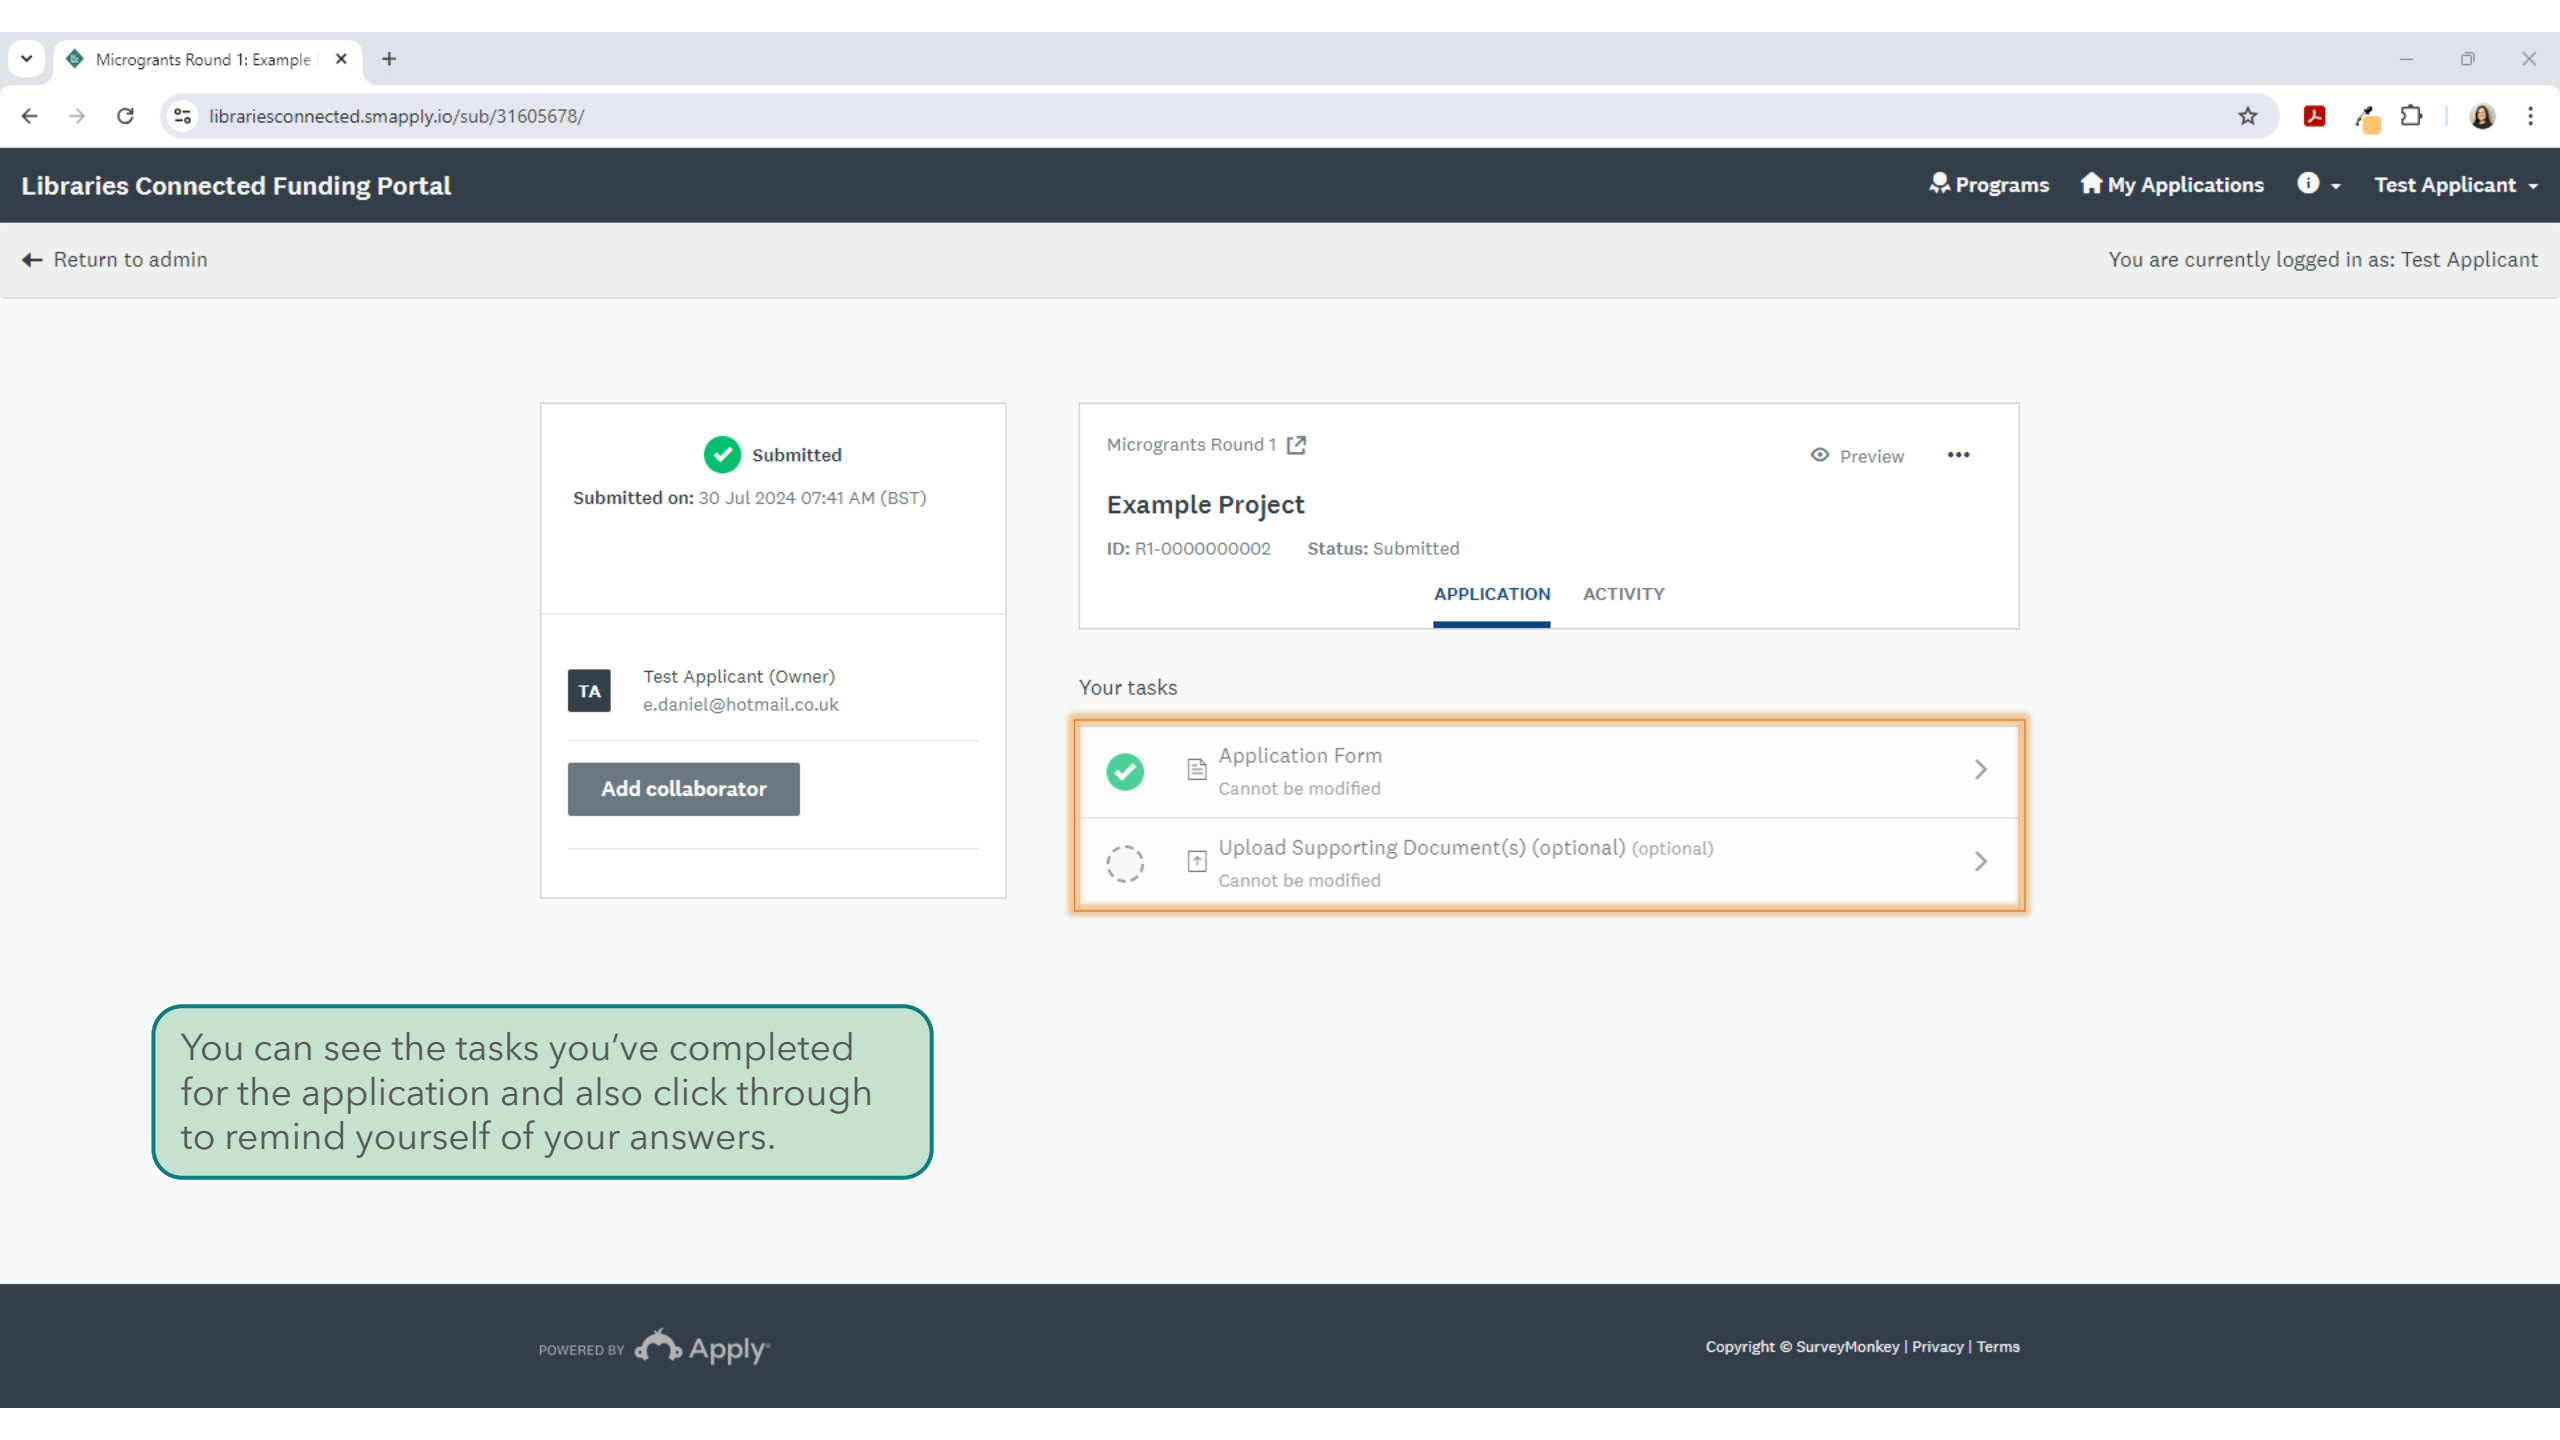 Microgrants Round 1: Example
librariesconnected.smapply.io/sub/31605678/
Libraries Connected Funding Portal
Programs
My Applications
Test Applicant
Return to admin
You are currently logged in as: Test Applicant
Submitted
Submitted on: 30 Jul 2024 07:41 AM (BST)
TA
Test Applicant (Owner)
e.daniel@hotmail.co.uk
Add collaborator
Microgrants Round 1
Preview
Example Project
ID: R1-0000000002 Status: Submitted
APPLICATION ACTIVITY
Your tasks
Application Form
Cannot be modified
Upload Supporting Document(s) (optional) (optional)
Cannot be modified
You can see the tasks you've completed
for the application and also click through
to remind yourself of your answers.
POWERED BY Apply
Copyright © SurveyMonkey | Privacy | Terms